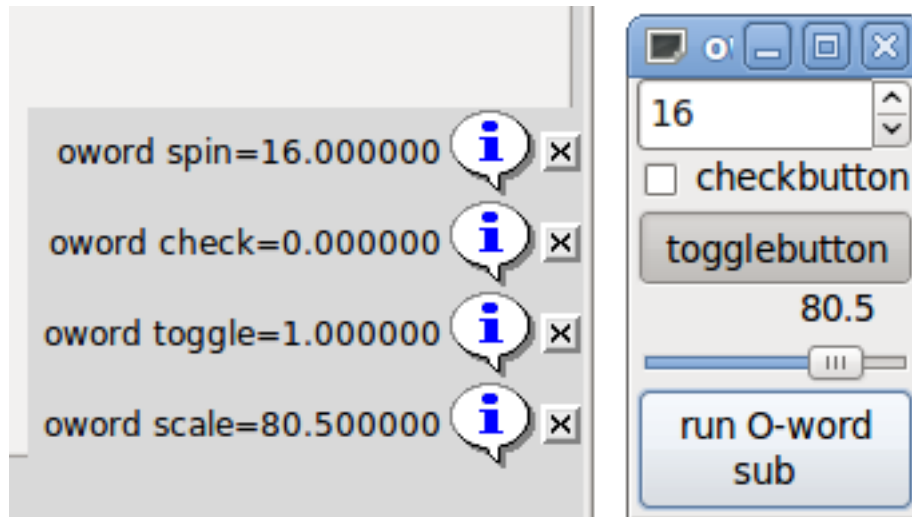 oword spin=16.000000
oword check=0.000000
oword toggle=1.000000
oword scale=80.500000
16
checkbutton
togglebutton
80.5
run O-word
sub